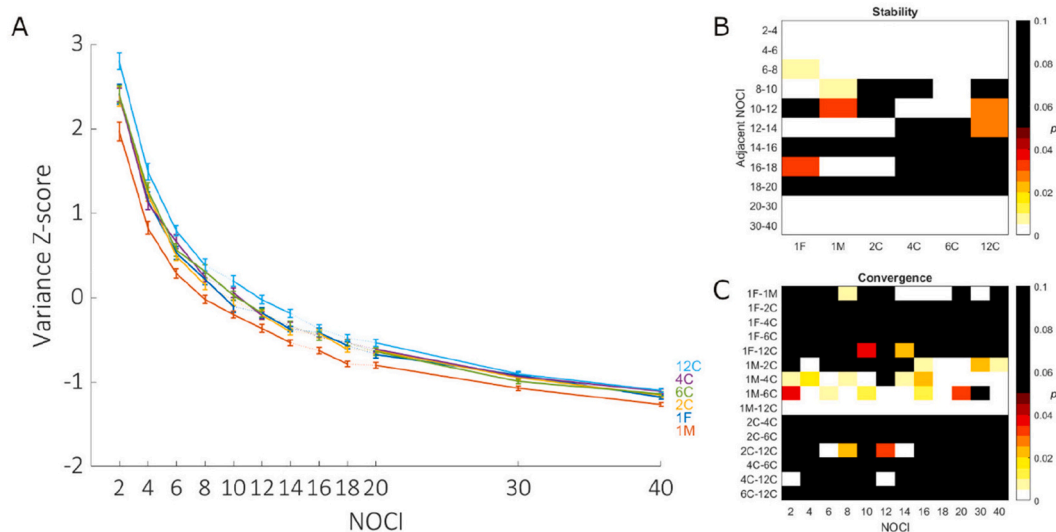 A
Variance Z-score
3
2
1
0
-1
-2
2 4 6 8 10 12 14 16 18 20 30 40
NOCI
12C
4C
6C
2C
1F
1M
B
Stability
Adjacent NOCI
2-4
4-6
6-8
8-10
10-12
12-14
14-16
16-18
18-20
20-30
30-40
1F 1M 2C 4C 6C 12C
0.1
0.08
0.06
p
0.04
0.02
0
C
Convergence
1F-1M
1F-2C
1F-4C
1F-6C
1F-12C
1M-2C
1M-4C
1M-6C
1M-12C
2C-4C
2C-6C
2C-12C
4C-6C
4C-12C
6C-12C
2 4 6 8 10 12 14 16 18 20 30 40
NOCI
0.1
0.08
0.06
p
0.04
0.02
0